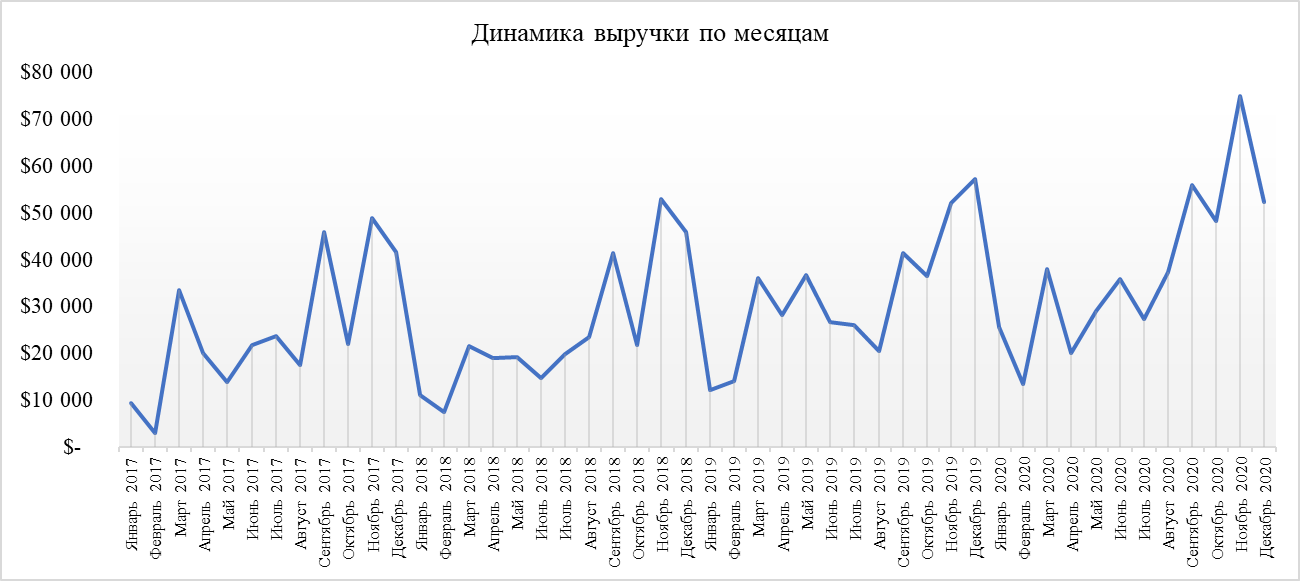 Динамика выручки по месяцам
$80 000
$70 000
$60 000
$50 000
$40 000
$30 000
$20 000
$10 000
$-
Январь 2017
Февраль 2017
Март 2017
Апрель 2017
Май 2017
Июнь 2017
Июль 2017
Август 2017
Сентябрь 2017
Октябрь 2017
Ноябрь 2017
Декабрь 2017
Январь 2018
Февраль 2018
Март 2018
Апрель 2018
Май 2018
Июнь 2018
Июль 2018
Август 2018
Сентябрь 2018
Октябрь 2018
Ноябрь 2018
Декабрь 2018
Январь 2019
Февраль 2019
Март 2019
Апрель 2019
Май 2019
Июнь 2019
Июль 2019
Август 2019
Сентябрь 2019
Октябрь 2019
Ноябрь 2019
Декабрь 2019
Январь 2020
Февраль 2020
Март 2020
Апрель 2020
Май 2020
Июнь 2020
Июль 2020
Август 2020
Сентябрь 2020
Октябрь 2020
Ноябрь 2020
Декабрь 2020